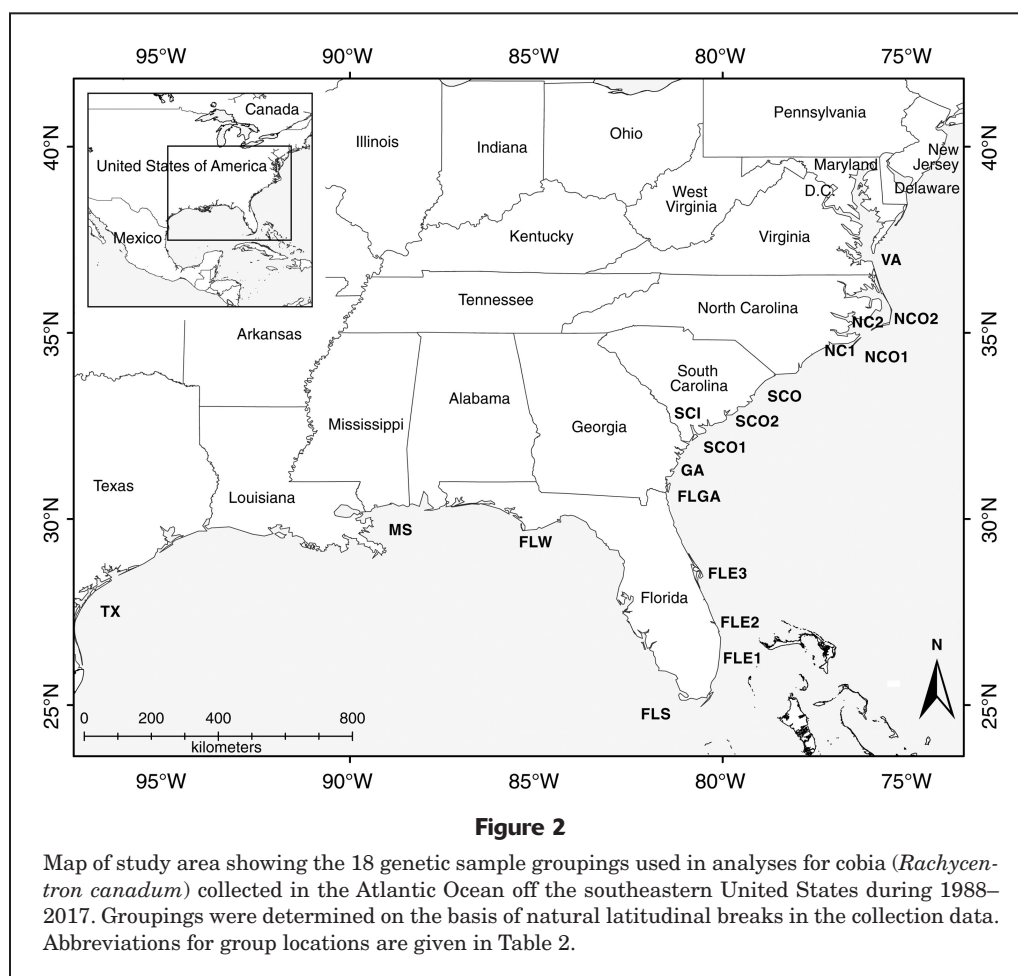 95°W 90°W 85°W 80°W 75°W
Canada
United States of America
Mexico
40°N
40°N
Illinois
Indiana
Ohio
Pennsylvania
New
Jersey
Maryland
D.C.
Delaware
West
Virginia
Virginia
Kentucky
VA
Tennessee
North Carolina
NC2
NCO2
Arkansas
35°N
35°N
NC1
NCO1
South
Carolina
SCO
SCI
SCO2
Mississippi
Alabama
Georgia
SCO1
GA
Texas
Louisiana
FLGA
30°N
30°N
MS
FLW
FLE3
Florida
TX
FLE2
FLE1
N
FLS
25°N
25°N
0 200 400 800
kilometers
95°W 90°W 85°W 80°W 75°W
Figure 2
Map of study area showing the 18 genetic sample groupings used in analyses for cobia (Rachycen-
tron canadum) collected in the Atlantic Ocean off the southeastern United States during 1988–
2017. Groupings were determined on the basis of natural latitudinal breaks in the collection data.
Abbreviations for group locations are given in Table 2.